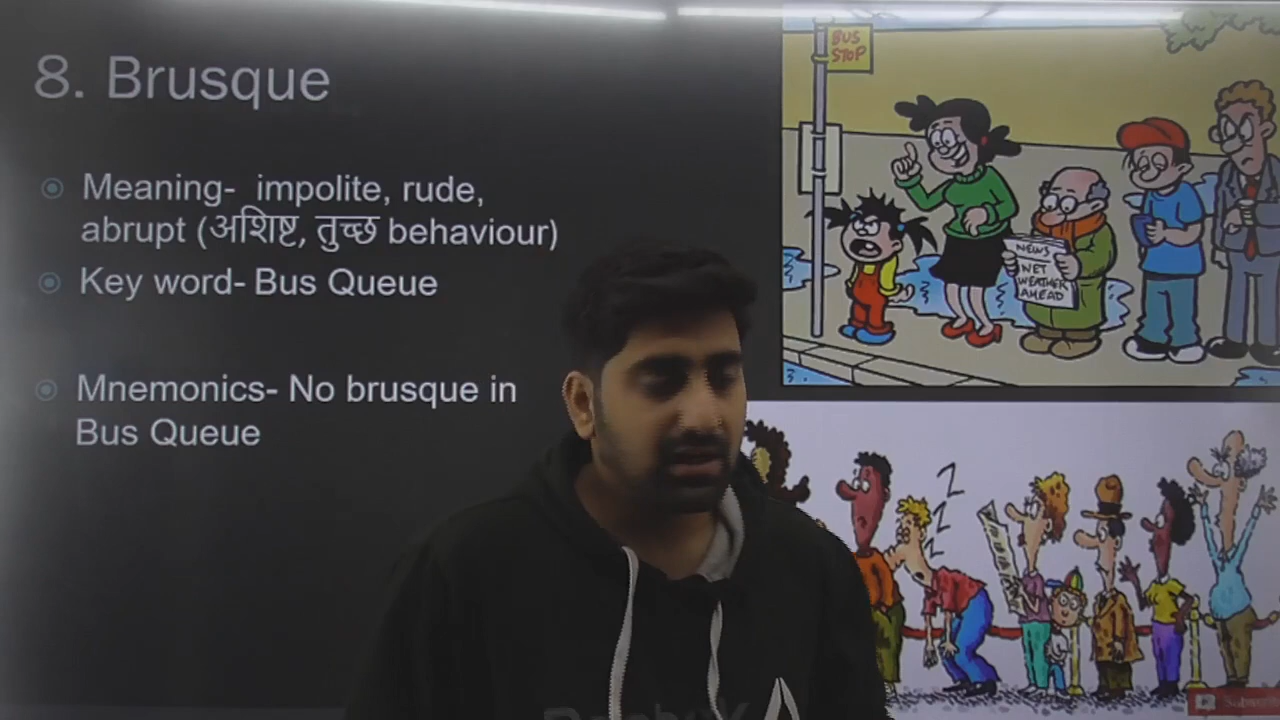 8. Brusque
Meaning- impolite, rude,
abrupt (अशिष्ट, तुच्छ behaviour)
Key word- Bus Queue
Mnemonics- No brusque in
Bus Queue
BUS
STOP
NEWS
NET
WEATHER
AHEAD
Z
Z
Z
Z